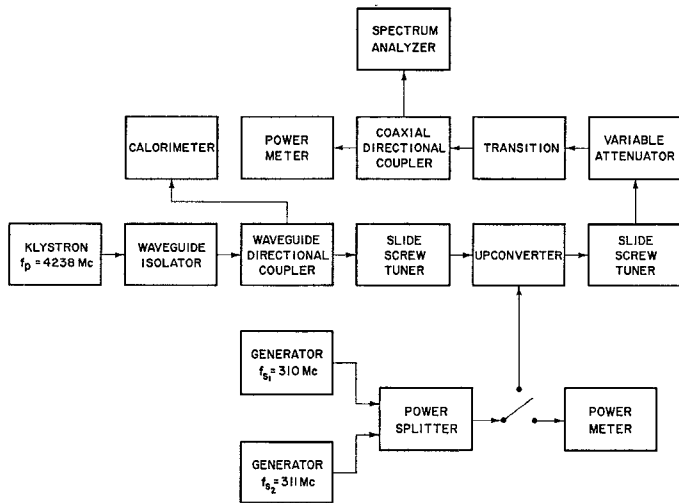 SPECTRUM
ANALYZER
CALORIMETER
POWER
METER
COAXIAL
DIRECTIONAL
COUPLER
TRANSITION
VARIABLE
ATTENUATOR
KLYSTRON
fp = 4238 Mc
WAVEGUIDE
ISOLATOR
WAVEGUIDE
DIRECTIONAL
COUPLER
SLIDE
SCREW
TUNER
UPCONVERTER
SLIDE
SCREW
TUNER
GENERATOR
fs1 = 310 Mc
POWER
SPLITTER
POWER
METER
GENERATOR
fs2 = 311 Mc